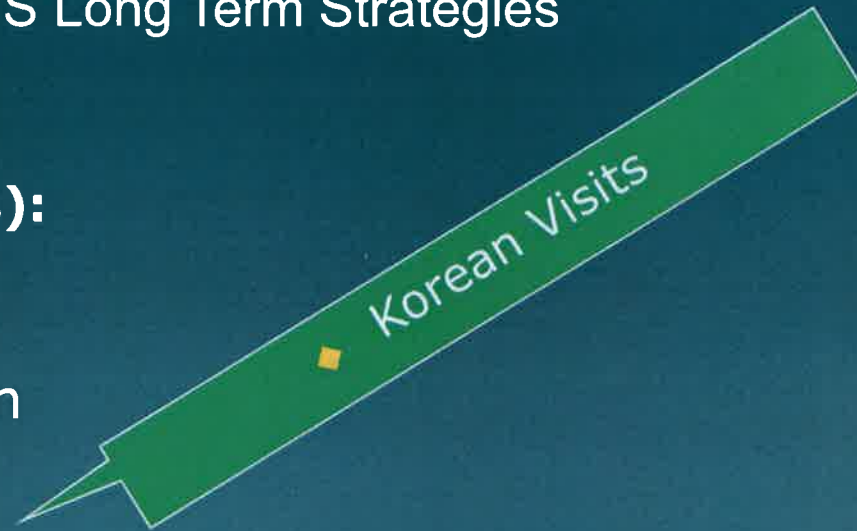 S Long Term Strategies
):
◆ Korean Visits
n